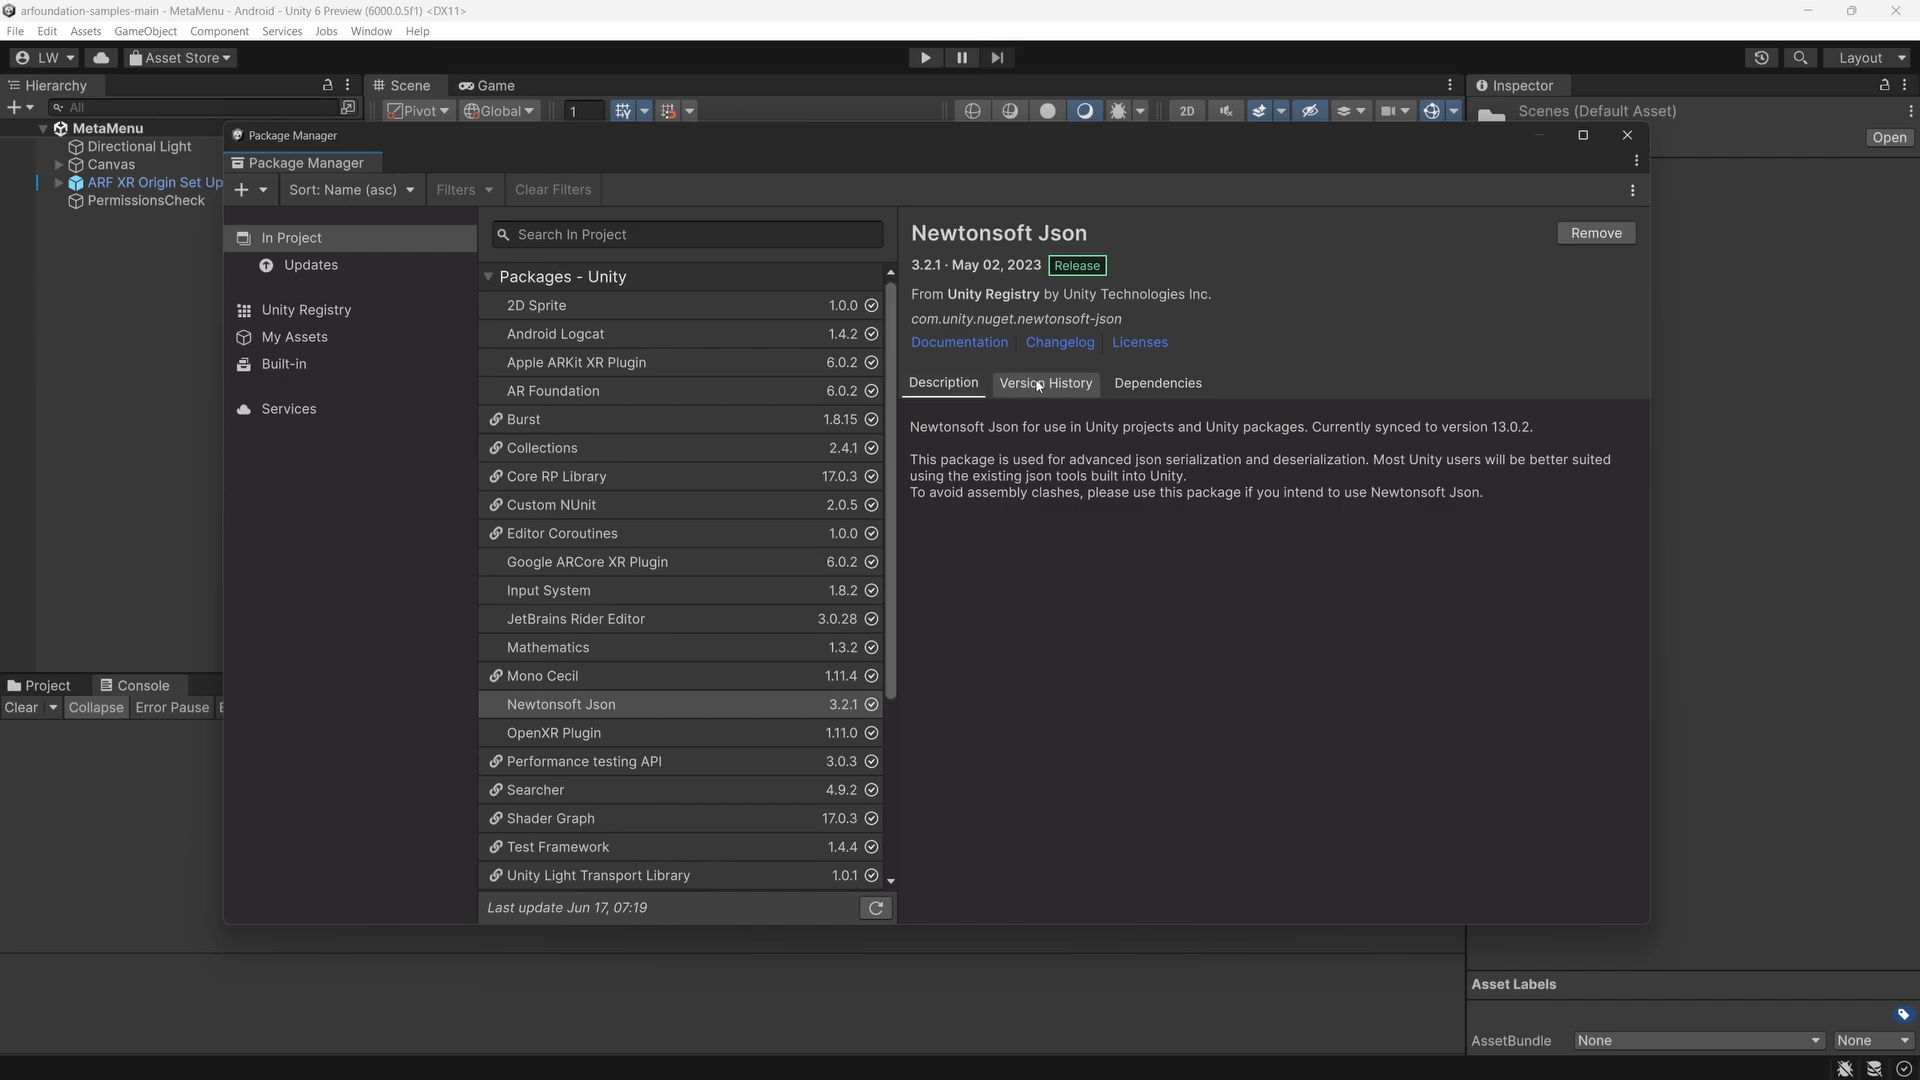 arfoundation-samples-main - MetaMenu - Android - Unity 6 Preview (6000.0.5f1) <DX11>
File Edit Assets GameObject Component Services Jobs Window Help
LW Asset Store Layout
Hierarchy Scene Game Inspector
All Pivot Global 1 2D Scenes (Default Asset)
Open
MetaMenu
Directional Light
Canvas
ARF XR Origin Set Up
PermissionsCheck
Package Manager
Package Manager
Sort: Name (asc) Filters Clear Filters
In Project
Updates
Unity Registry
My Assets
Built-in
Services
Search In Project
Packages - Unity
2D Sprite 1.0.0
Android Logcat 1.4.2
Apple ARKit XR Plugin 6.0.2
AR Foundation 6.0.2
Burst 1.8.15
Collections 2.4.1
Core RP Library 17.0.3
Custom NUnit 2.0.5
Editor Coroutines 1.0.0
Google ARCore XR Plugin 6.0.2
Input System 1.8.2
JetBrains Rider Editor 3.0.28
Mathematics 1.3.2
Mono Cecil 1.11.4
Newtonsoft Json 3.2.1
OpenXR Plugin 1.11.0
Performance testing API 3.0.3
Searcher 4.9.2
Shader Graph 17.0.3
Test Framework 1.4.4
Unity Light Transport Library 1.0.1
Last update Jun 17, 07:19
Newtonsoft Json Remove
3.2.1 · May 02, 2023 Release
From Unity Registry by Unity Technologies Inc.
com.unity.nuget.newtonsoft-json
Documentation Changelog Licenses
Description Version History Dependencies
Newtonsoft Json for use in Unity projects and Unity packages. Currently synced to version 13.0.2.
This package is used for advanced json serialization and deserialization. Most Unity users will be better suited
using the existing json tools built into Unity.
To avoid assembly clashes, please use this package if you intend to use Newtonsoft Json.
Project Console
Clear Collapse Error Pause
Asset Labels
AssetBundle None None